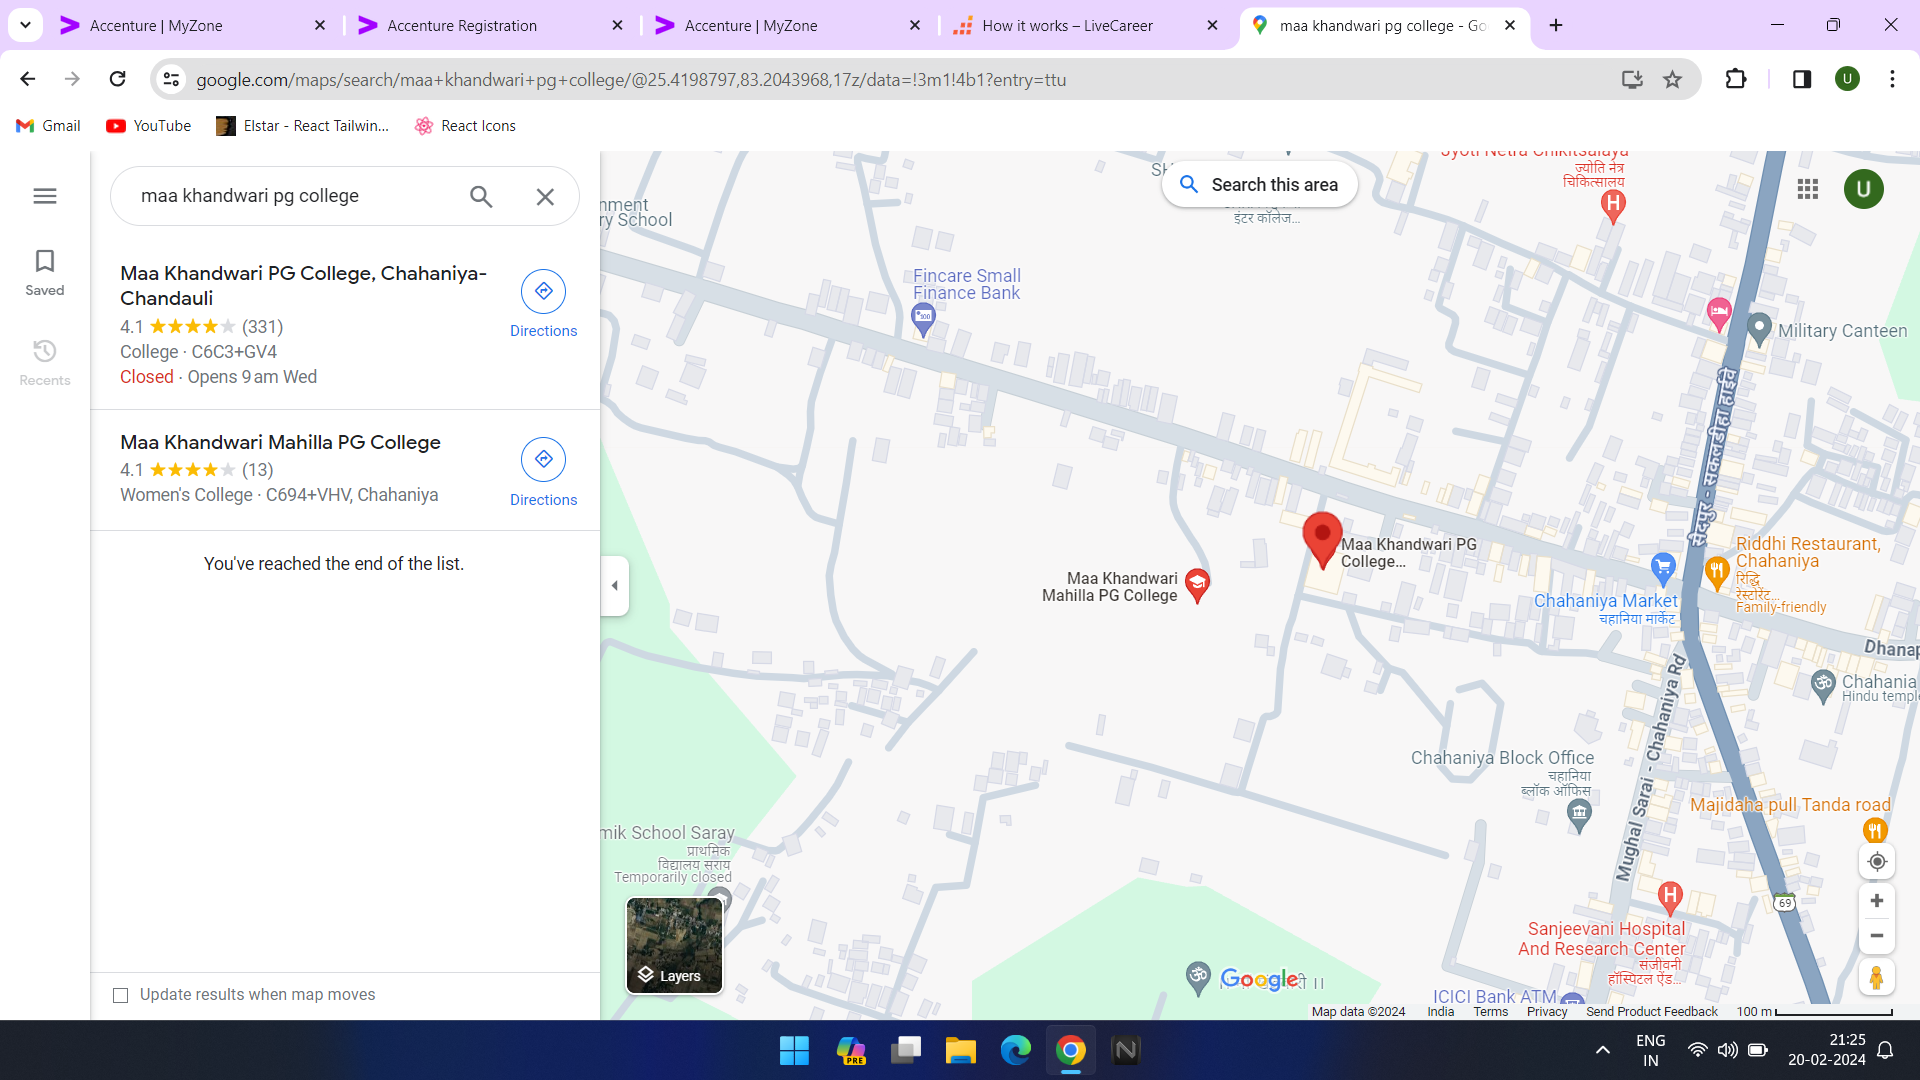 Accenture | MyZone
Accenture Registration
Accenture | MyZone
How it works – LiveCareer
maa khandwari pg college - Go
google.com/maps/search/maa+khandwari+pg+college/@25.4198797,83.2043968,17z/data=!3m1!4b1?entry=ttu
U
Gmail
YouTube
Elstar - React Tailwin...
React Icons
maa khandwari pg college
Saved
Recents
Maa Khandwari PG College, Chahaniya-
Chandauli
4.1 (331)
College · C6C3+GV4
Closed · Opens 9 am Wed
Directions
Maa Khandwari Mahilla PG College
4.1 (13)
Women's College · C694+VHV, Chahaniya
Directions
You've reached the end of the list.
Update results when map moves
Search this area
U
nment
ry School
इंटर कॉलेज...
Jyoti Netra Chikitsalaya
ज्योति नेत्र
चिकित्सालय
H
Fincare Small
Finance Bank
Military Canteen
सैदपुर - सकलडीहा हाईवे
Maa Khandwari PG
College...
Maa Khandwari
Mahilla PG College
Riddhi Restaurant,
Chahaniya
रिद्धि
रेस्टोरेंट...
Family-friendly
Chahaniya Market
चहानिया मार्केट
Dhanap
Chahania
Hindu temple
Mughal Sarai - Chahaniya Rd
Chahaniya Block Office
चहानिया
ब्लॉक ऑफिस
Majidaha pull Tanda road
mik School Saray
प्राथमिक
विद्यालय सराय
Temporarily closed
Layers
69
H
Sanjeevani Hospital
And Research Center
संजीवनी
हॉस्पिटल ऐंड...
Google
ICICI Bank ATM
Map data ©2024 India Terms Privacy Send Product Feedback 100 m
PRE
ENG
IN
21:25
20-02-2024